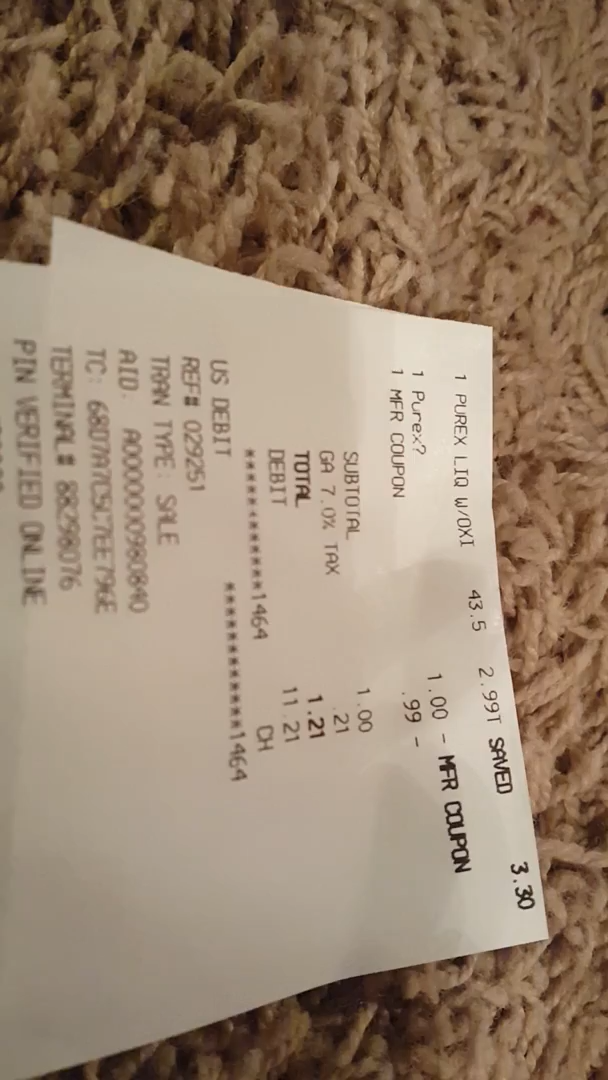 1 PUREX LIQ W/OXI 43.5 2.99T SAVED 3.30
1 Purex? 1.00 - MFR COUPON
1 MFR COUPON .99 -
SUBTOTAL 1.00
GA 7.0% TAX .21
TOTAL 1.21
DEBIT 11.21
************1464 CH
US DEBIT ************1464
REF# 029251
TRAN TYPE: SALE
AID: A0000000980840
TC: 68D7A7C5C7EE796E
TERMINAL# 88298076
PIN VERIFIED ONLINE